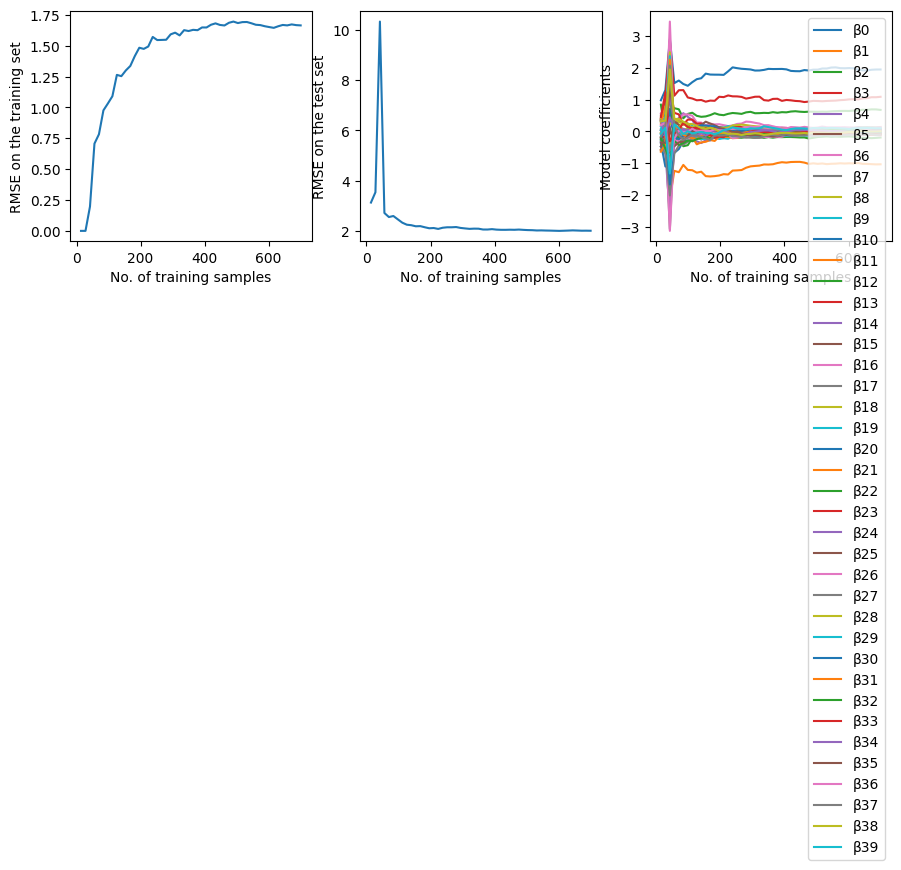 RMSE on the training set
1.75
1.50
1.25
1.00
0.75
0.50
0.25
0.00
0 200 400 600
No. of training samples
RMSE on the test set
10
8
6
4
2
0 200 400 600
No. of training samples
Model coefficients
3
2
1
0
−1
−2
−3
0 200 400 600
No. of training samples
β0
β1
β2
β3
β4
β5
β6
β7
β8
β9
β10
β11
β12
β13
β14
β15
β16
β17
β18
β19
β20
β21
β22
β23
β24
β25
β26
β27
β28
β29
β30
β31
β32
β33
β34
β35
β36
β37
β38
β39